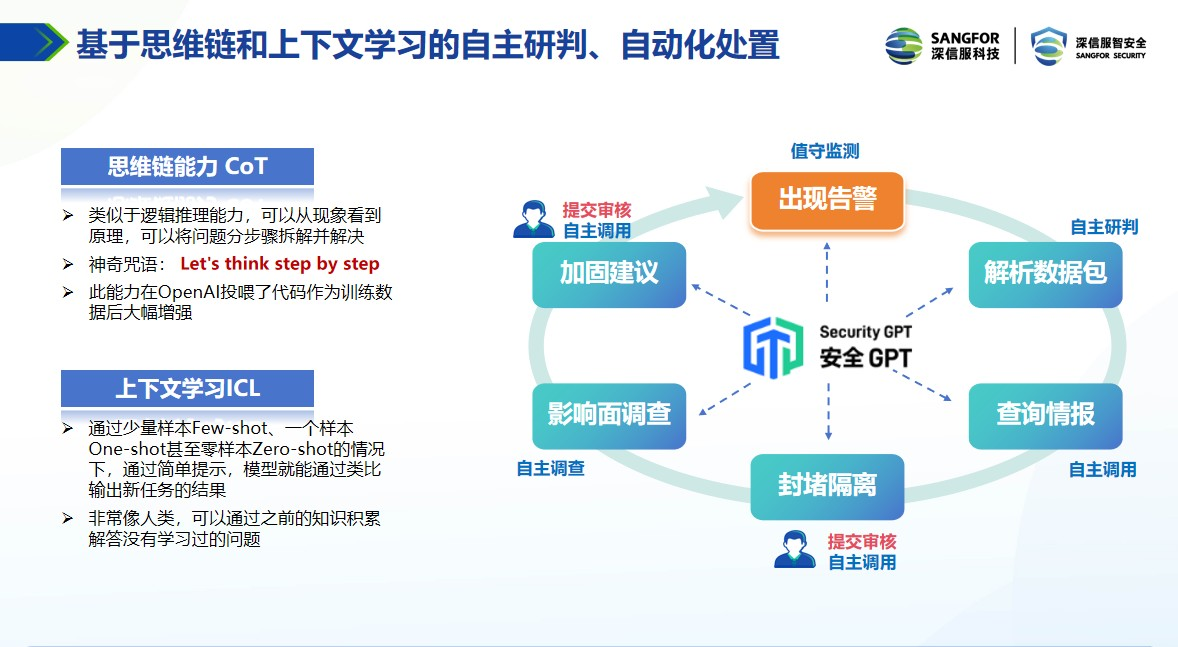 基于思维链和上下文学习的自主研判、自动化处置
SANGFOR
深信服科技
深信服智安全
SANGFOR SECURITY
思维链能力 CoT
➢ 类似于逻辑推理能力，可以从现象看到
原理，可以将问题分步骤拆解并解决
➢ 神奇咒语： Let's think step by step
➢ 此能力在OpenAI投喂了代码作为训练数
据后大幅增强
上下文学习ICL
➢ 通过少量样本Few-shot、一个样本
One-shot甚至零样本Zero-shot的情况
下，通过简单提示，模型就能通过类比
输出新任务的结果
➢ 非常像人类，可以通过之前的知识积累
解答没有学习过的问题
值守监测
出现告警
提交审核
自主调用
加固建议
自主研判
解析数据包
Security GPT
安全 GPT
影响面调查
自主调查
查询情报
自主调用
封堵隔离
提交审核
自主调用